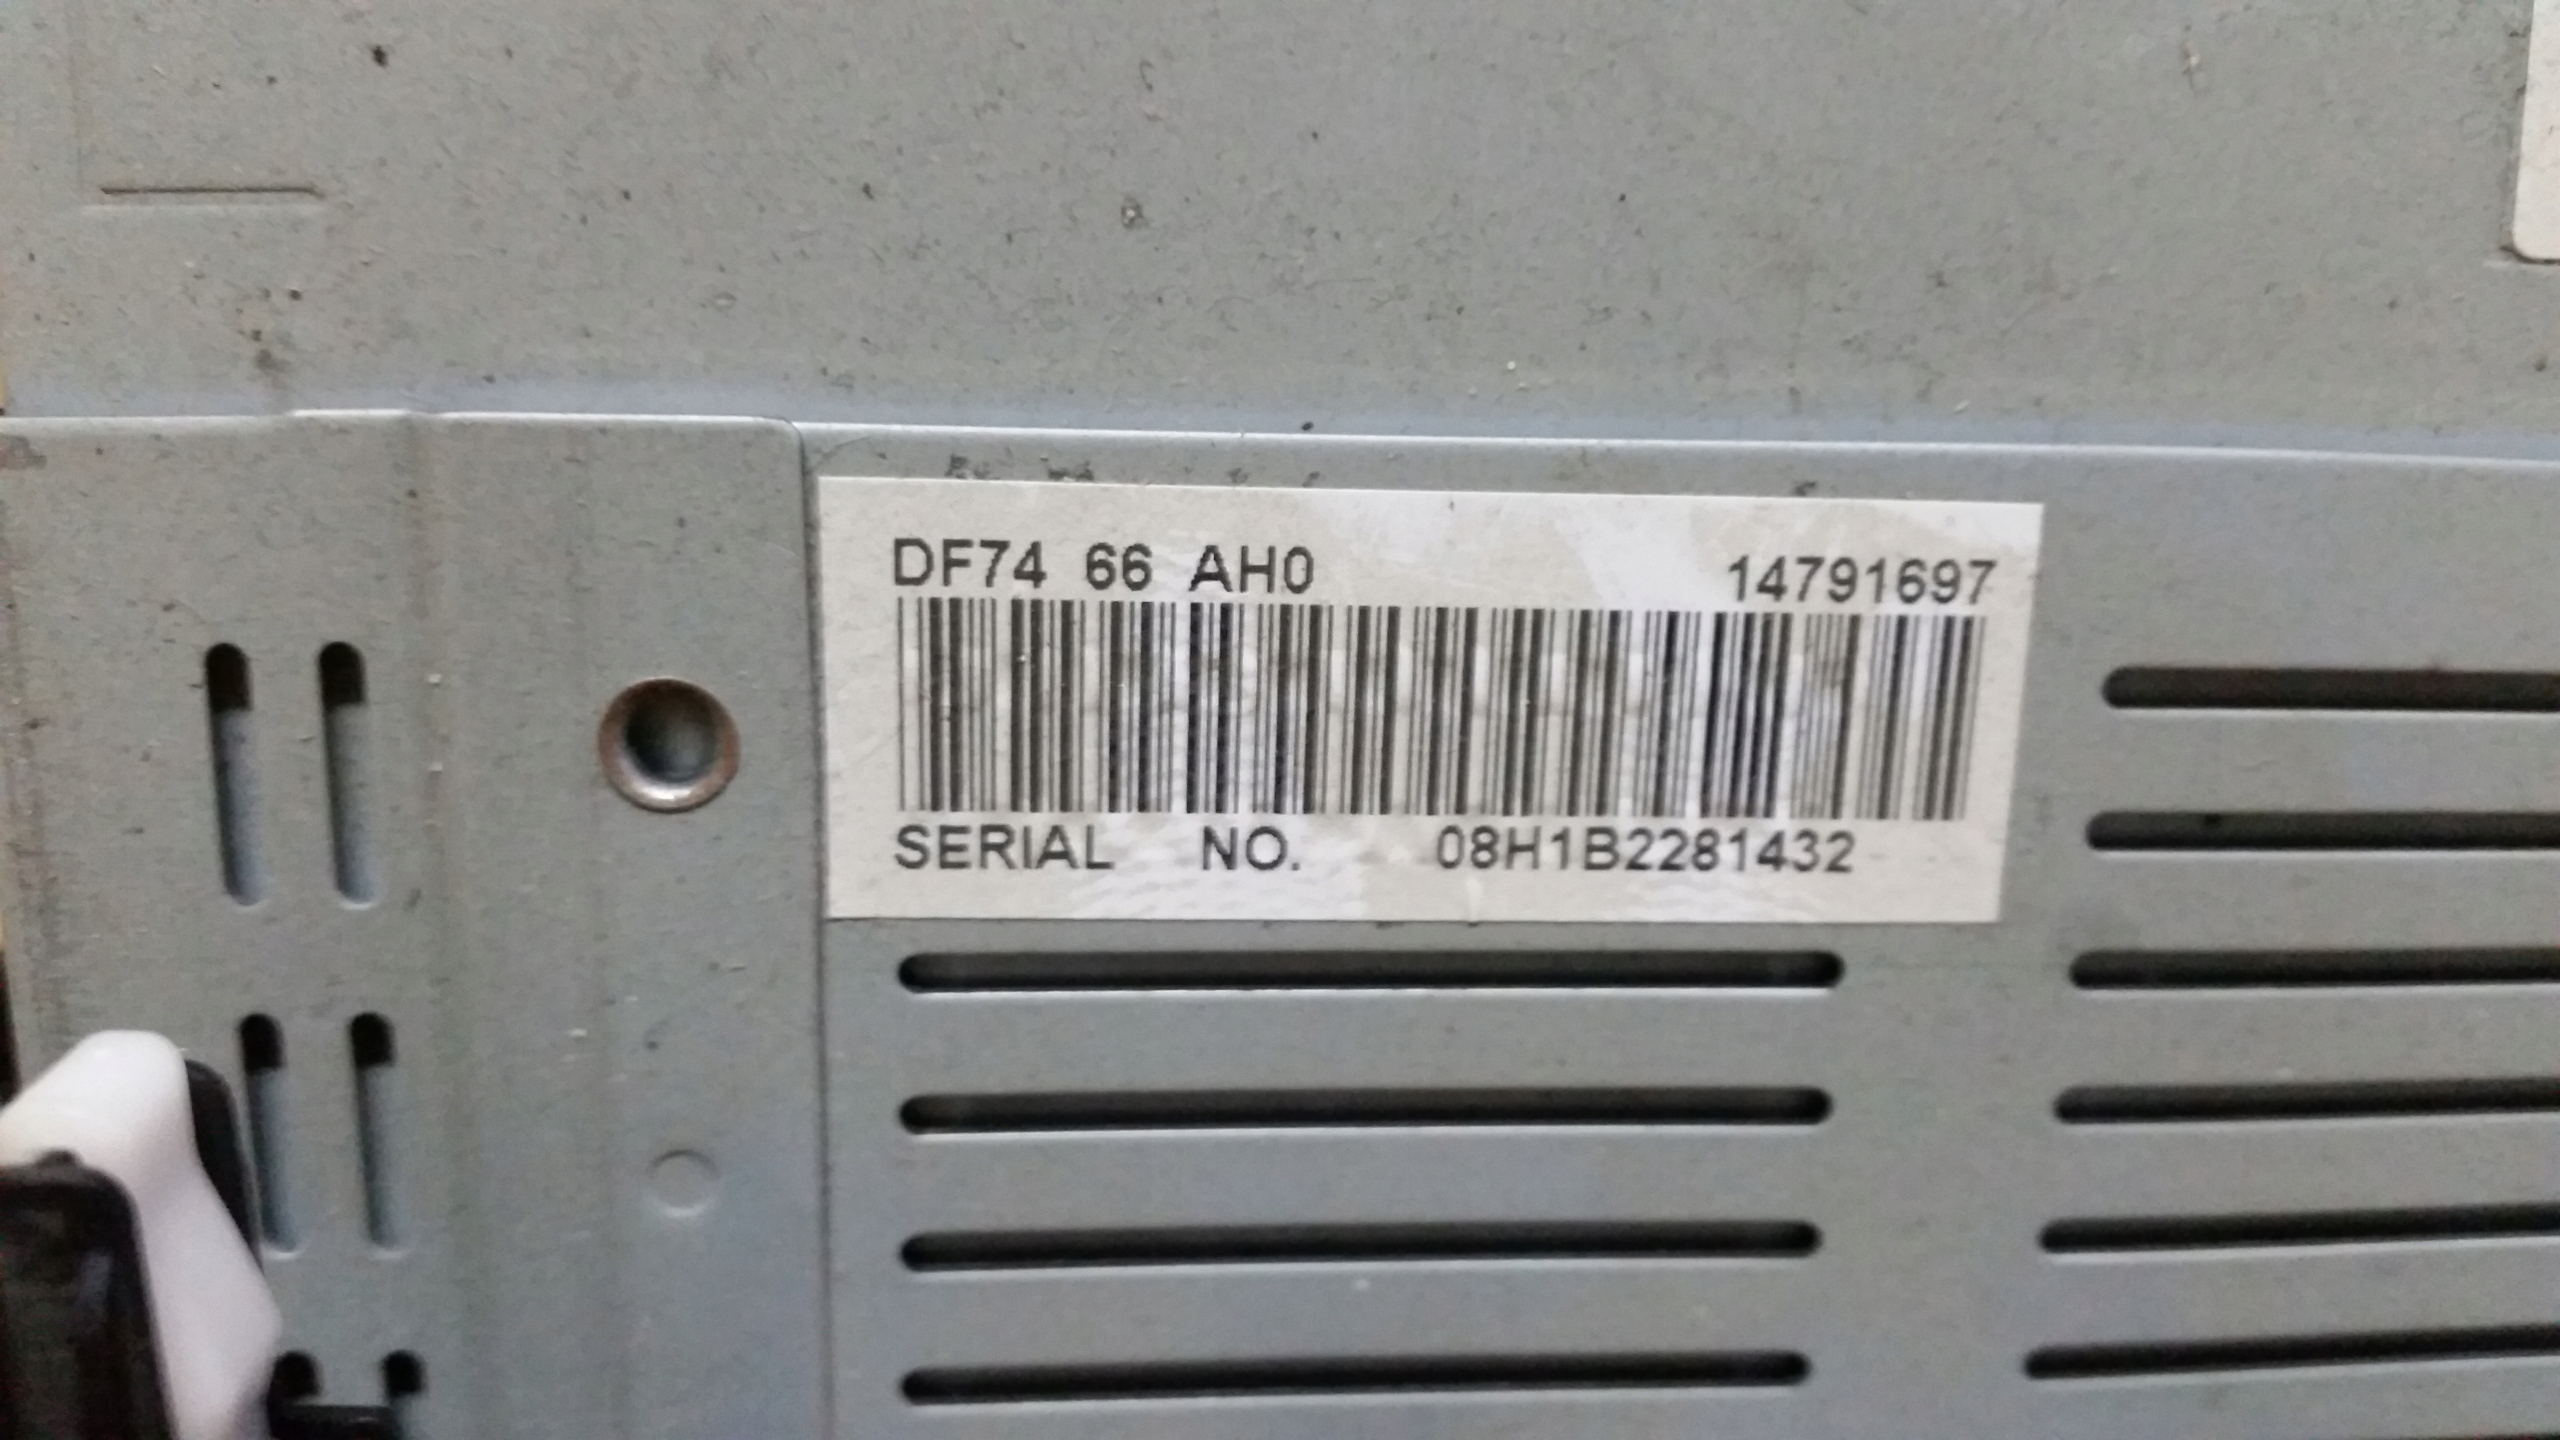 DF74 66 AH0 14791697
SERIAL NO. 08H1B2281432